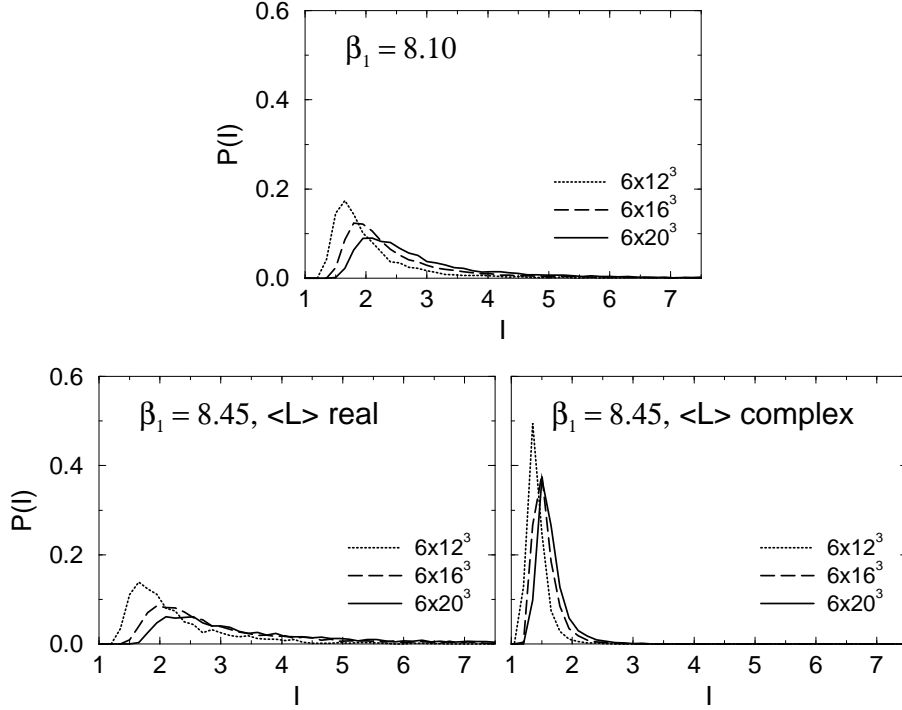 0.6
β₁ = 8.10
0.4
P(I)
0.2
6x12³
6x16³
6x20³
0.0
1 2 3 4 5 6 7
I
0.6
β₁ = 8.45, <L> real
β₁ = 8.45, <L> complex
0.4
P(I)
0.2
6x12³
6x16³
6x20³
6x12³
6x16³
6x20³
0.0
1 2 3 4 5 6 7
1 2 3 4 5 6 7
I
I